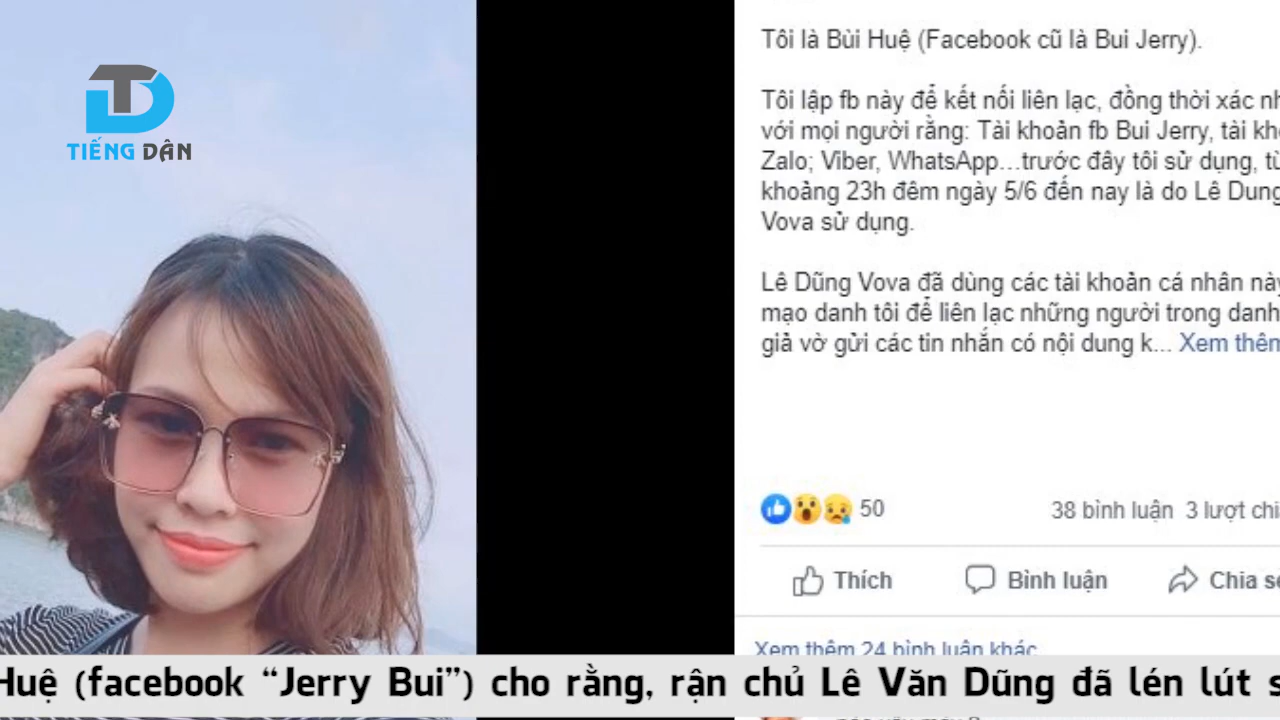 TIẾNG DÂN
Tôi là Bùi Huệ (Facebook cũ là Bui Jerry).
Tôi lập fb này để kết nối liên lạc, đồng thời xác nh
với mọi người rằng: Tài khoản fb Bui Jerry, tài kho
Zalo; Viber, WhatsApp...trước đây tôi sử dụng, từ
khoảng 23h đêm ngày 5/6 đến nay là do Lê Dung
Vova sử dụng.
Lê Dũng Vova đã dùng các tài khoản cá nhân này
mạo danh tôi để liên lạc những người trong danh
giả vờ gửi các tin nhắn có nội dung k... Xem thêm
50
38 bình luận 3 lượt chi
Thích Bình luận Chia sẻ
Xem thêm 24 bình luận khác
Huệ (facebook “Jerry Bui”) cho rằng, rận chủ Lê Văn Dũng đã lén lút s